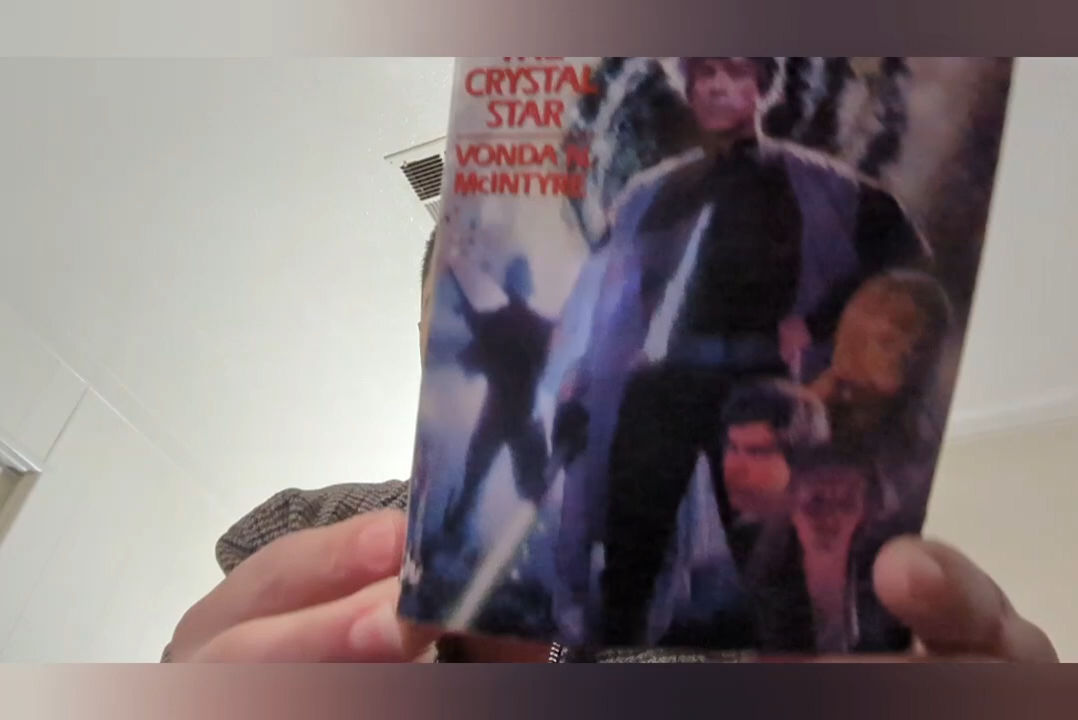 THE
CRYSTAL
STAR
VONDA N.
McINTYRE